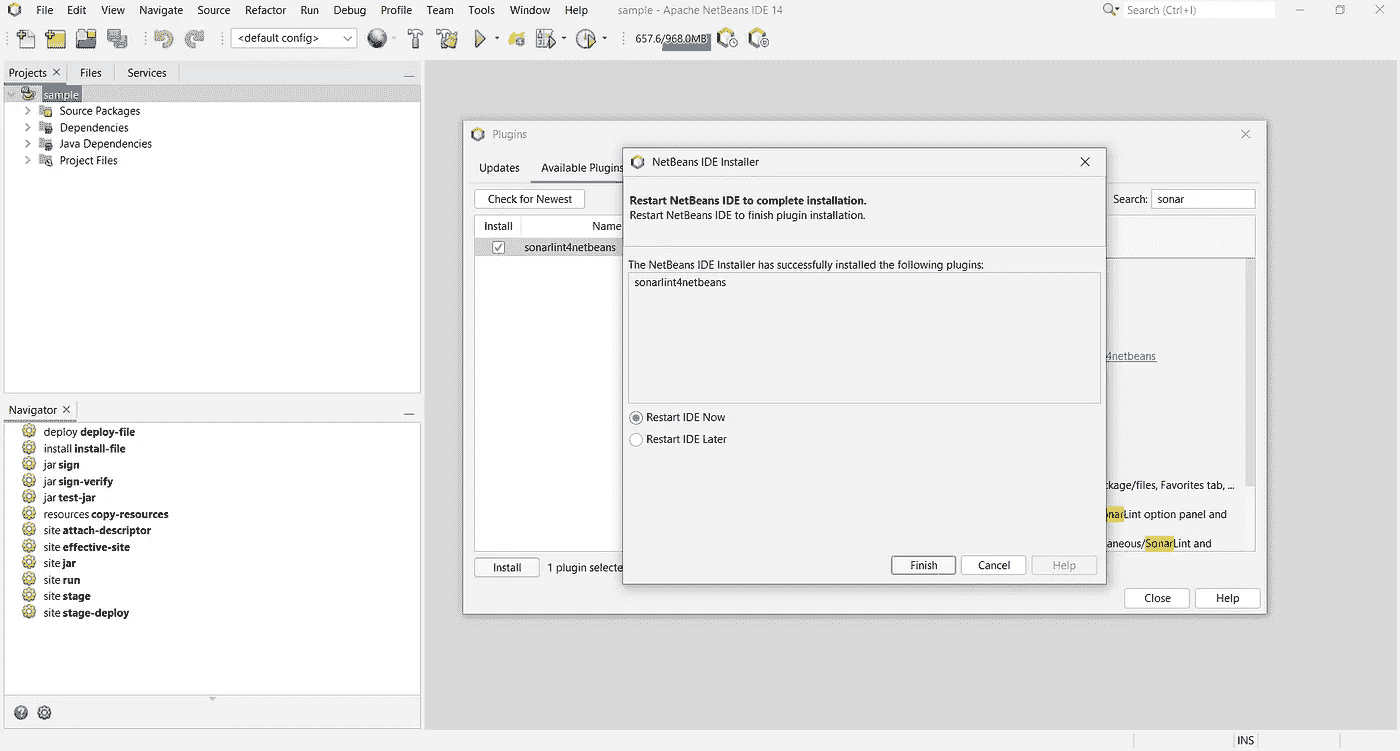 File Edit View Navigate Source Refactor Run Debug Profile Team Tools Window Help sample - Apache NetBeans IDE 14 Search (Ctrl+I)
<default config> 657.6/968.0MB
Projects Files Services
sample
Source Packages
Dependencies
Java Dependencies
Project Files
Navigator
deploy deploy-file
install install-file
jar sign
jar sign-verify
jar test-jar
resources copy-resources
site attach-descriptor
site effective-site
site jar
site run
site stage
site stage-deploy
Plugins
Updates Available Plugins
Check for Newest Search: sonar
Install Name
sonarlint4netbeans
4netbeans
kage/files, Favorites tab, ...
onarLint option panel and
aneous/SonarLint and
Install 1 plugin selecte
Close Help
NetBeans IDE Installer
Restart NetBeans IDE to complete installation.
Restart NetBeans IDE to finish plugin installation.
The NetBeans IDE Installer has successfully installed the following plugins:
sonarlint4netbeans
Restart IDE Now
Restart IDE Later
Finish Cancel Help
INS